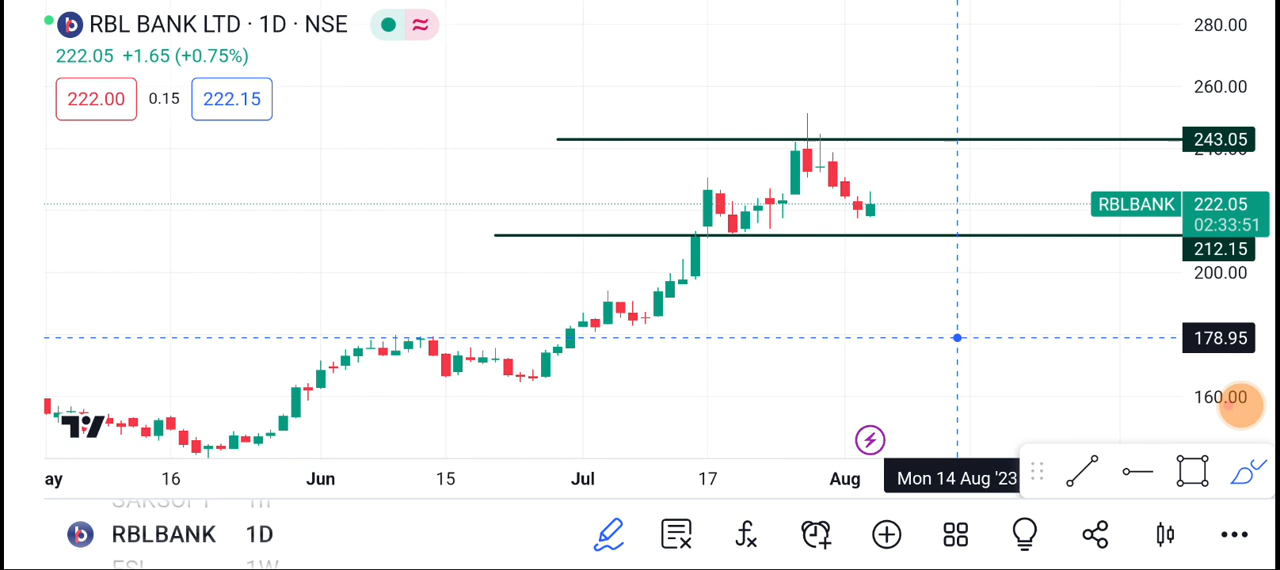 RBL BANK LTD · 1D · NSE
222.05 +1.65 (+0.75%)
222.00 0.15 222.15
280.00
260.00
243.05
RBLBANK 222.05
02:33:51
212.15
200.00
178.95
160.00
ay 16 Jun 15 Jul 17 Aug Mon 14 Aug '23
RBLBANK 1D